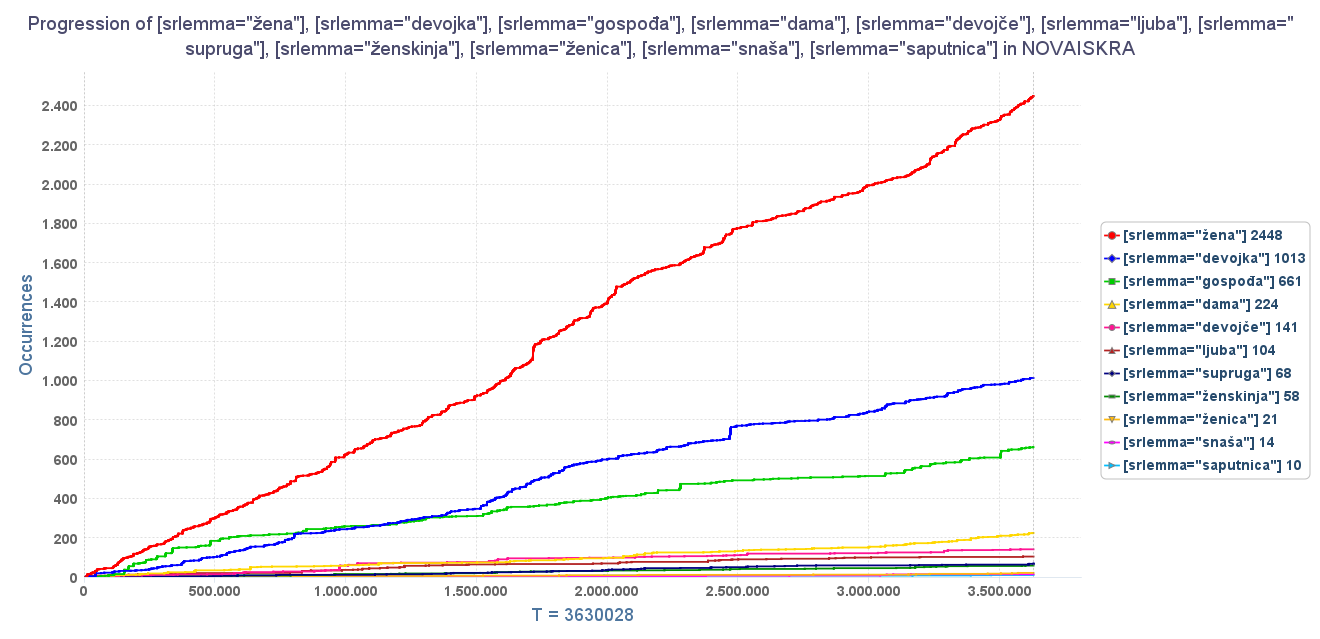 Progression of [srlemma="žena"], [srlemma="devojka"], [srlemma="gospođa"], [srlemma="dama"], [srlemma="devojče"], [srlemma="ljuba"], [srlemma="
supruga"], [srlemma="ženskinja"], [srlemma="ženica"], [srlemma="snaša"], [srlemma="saputnica"] in NOVAISKRA
Occurrences
2.400
2.200
2.000
1.800
1.600
1.400
1.200
1.000
800
600
400
200
0
0 500.000 1.000.000 1.500.000 2.000.000 2.500.000 3.000.000 3.500.000
T = 3630028
[srlemma="žena"] 2448
[srlemma="devojka"] 1013
[srlemma="gospođa"] 661
[srlemma="dama"] 224
[srlemma="devojče"] 141
[srlemma="ljuba"] 104
[srlemma="supruga"] 68
[srlemma="ženskinja"] 58
[srlemma="ženica"] 21
[srlemma="snaša"] 14
[srlemma="saputnica"] 10